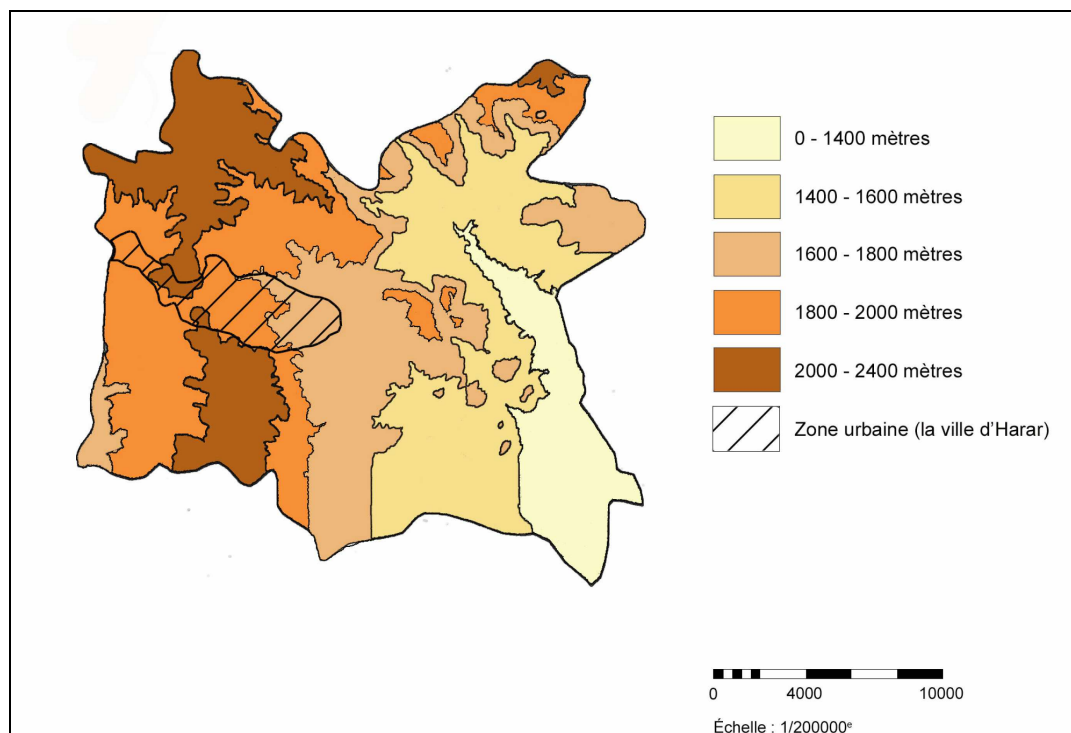 0 - 1400 mètres
1400 - 1600 mètres
1600 - 1800 mètres
1800 - 2000 mètres
2000 - 2400 mètres
Zone urbaine (la ville d’Harar)
0 4000 10000
Échelle : 1/200000ᵉ